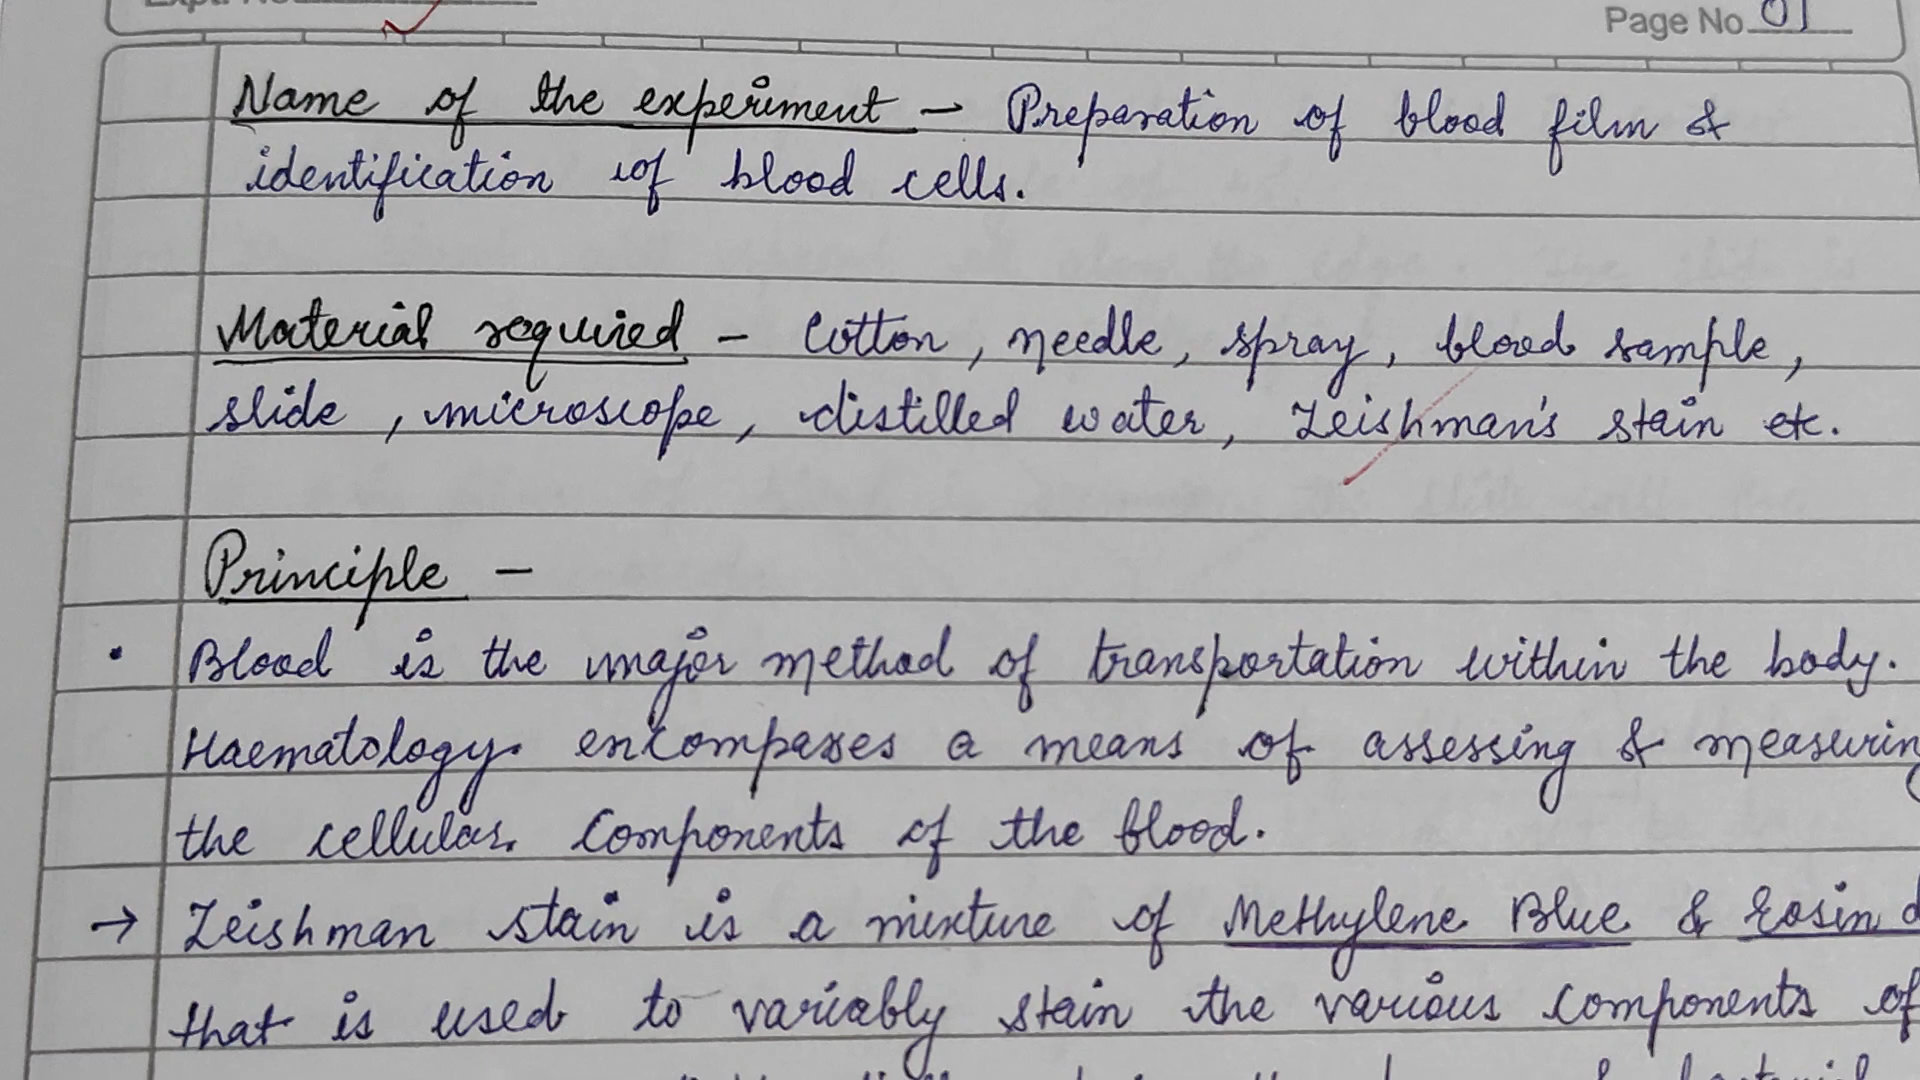 Page No. 01
Name of the experiment - Preparation of blood film &
identification of blood cells.
Material required - Cotton, needle, spray, blood sample,
slide, microscope, distilled water, Leishman's stain etc.
Principle -
• Blood is the major method of transportation within the body.
Haematology encompasses a means of assessing & measuring
the cellular components of the blood.
→ Leishman stain is a mixture of Methylene Blue & Eosin
that is used to variably stain the various components of